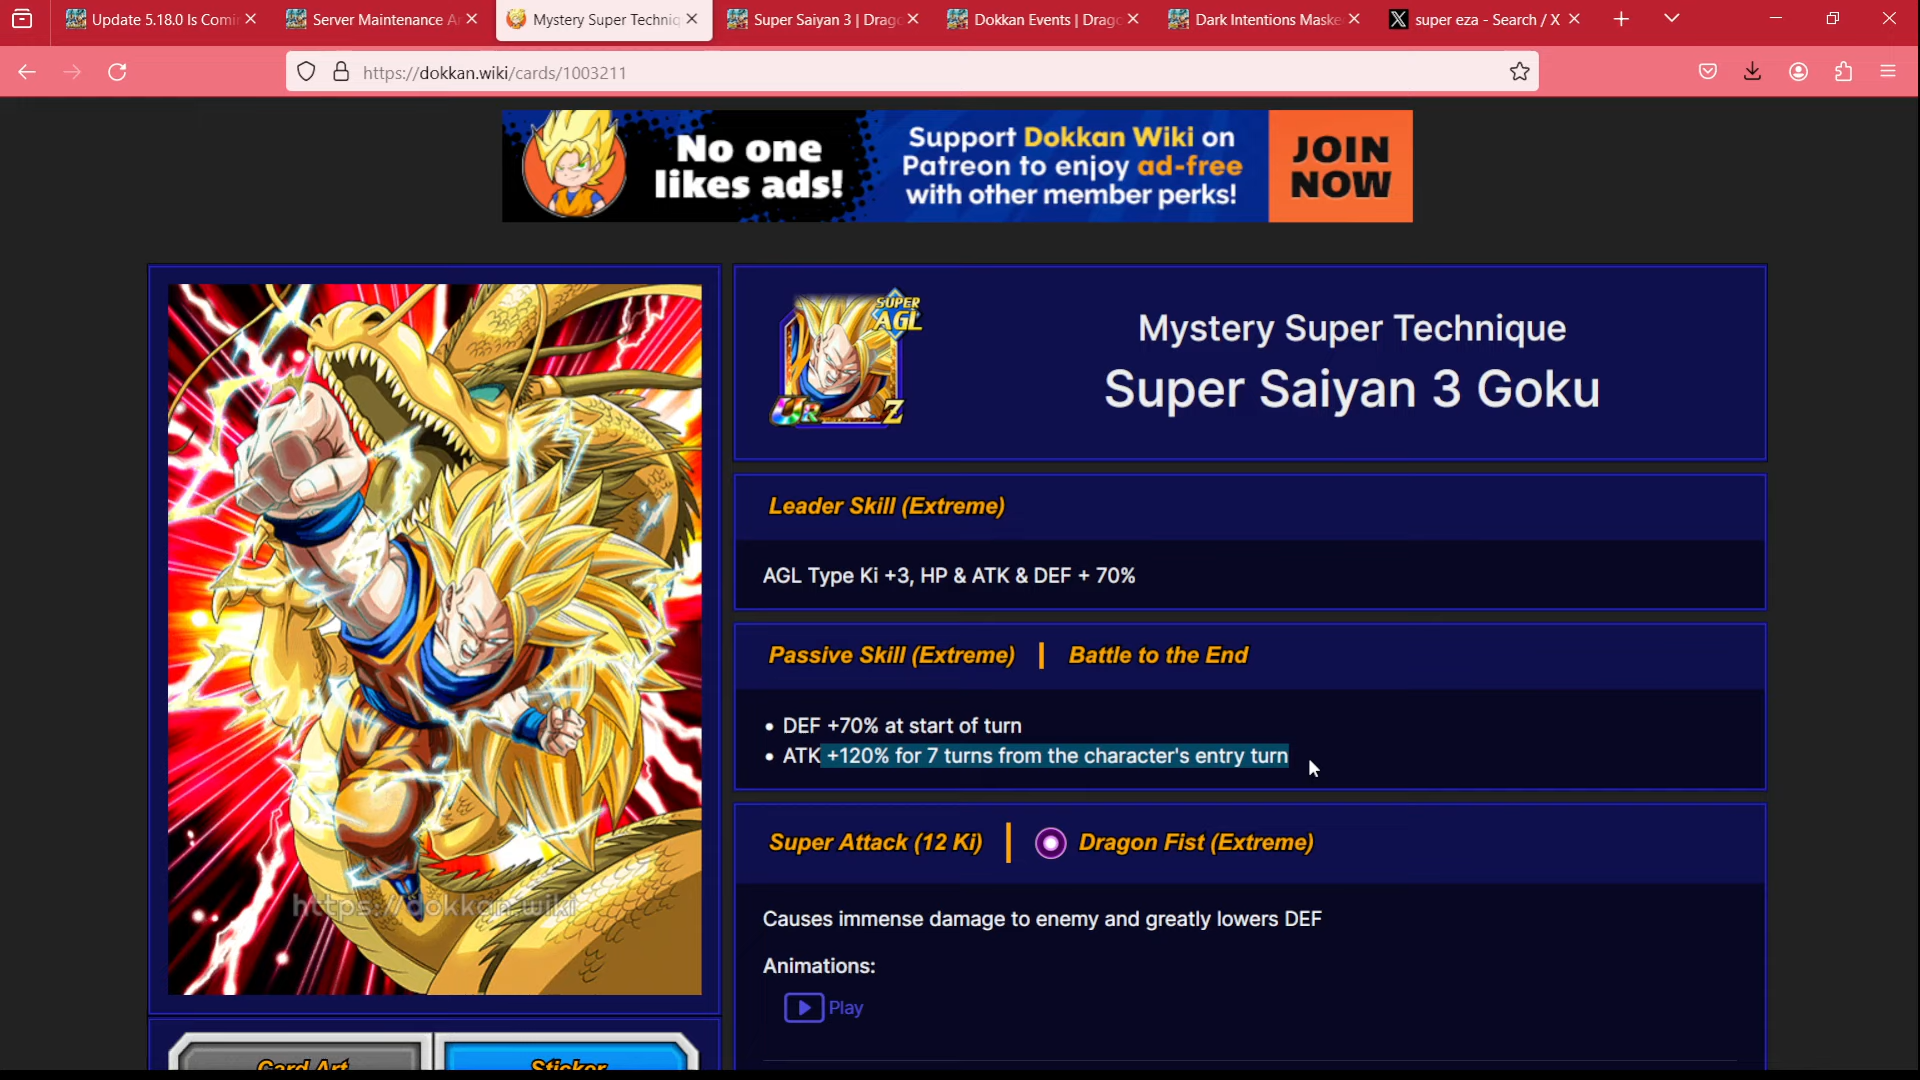 Update 5.18.0 Is Comi
Server Maintenance A
Mystery Super Techniq
Super Saiyan 3 | Drag
Dokkan Events | Drag
Dark Intentions Maske
super eza - Search / X
https://dokkan.wiki/cards/1003211
No one
likes ads!
Support Dokkan Wiki on
Patreon to enjoy ad-free
with other member perks!
JOIN
NOW
SUPER
AGL
UR
Z
Mystery Super Technique
Super Saiyan 3 Goku
Leader Skill (Extreme)
AGL Type Ki +3, HP & ATK & DEF + 70%
Passive Skill (Extreme) | Battle to the End
• DEF +70% at start of turn
• ATK +120% for 7 turns from the character's entry turn
Super Attack (12 Ki) | Dragon Fist (Extreme)
Causes immense damage to enemy and greatly lowers DEF
Animations:
Play
https://dokkan.wiki
Card Art
Sticker